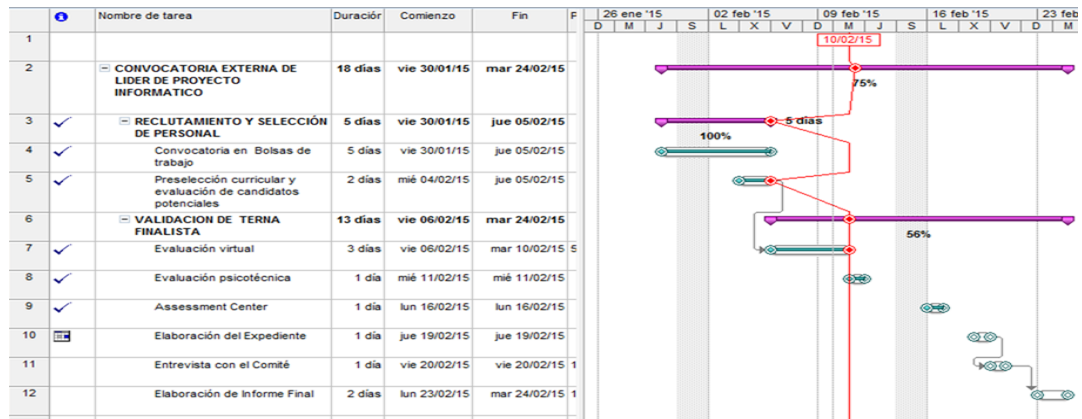 Nombre de tarea Duración Comienzo Fin P 26 ene '15 02 feb '15 09 feb '15 16 feb '15 23 feb
D M J S L X V D M J S L X V D M
1 10/02/15
2 CONVOCATORIA EXTERNA DE 18 días vie 30/01/15 mar 24/02/15
LIDER DE PROYECTO
INFORMATICO
75%
3 RECLUTAMIENTO Y SELECCIÓN 5 días vie 30/01/15 jue 05/02/15 5 días
DE PERSONAL
100%
4 Convocatoria en Bolsas de 5 días vie 30/01/15 jue 05/02/15
trabajo
5 Preselección curricular y 2 días mié 04/02/15 jue 05/02/15
evaluación de candidatos
potenciales
6 VALIDACION DE TERNA 13 días vie 06/02/15 mar 24/02/15
FINALISTA
56%
7 Evaluación virtual 3 días vie 06/02/15 mar 10/02/15 5
8 Evaluación psicotécnica 1 día mié 11/02/15 mié 11/02/15
9 Assessment Center 1 día lun 16/02/15 lun 16/02/15
10 Elaboración del Expediente 1 día jue 19/02/15 jue 19/02/15
11 Entrevista con el Comité 1 día vie 20/02/15 vie 20/02/15 1
12 Elaboración de Informe Final 2 días lun 23/02/15 mar 24/02/15 1